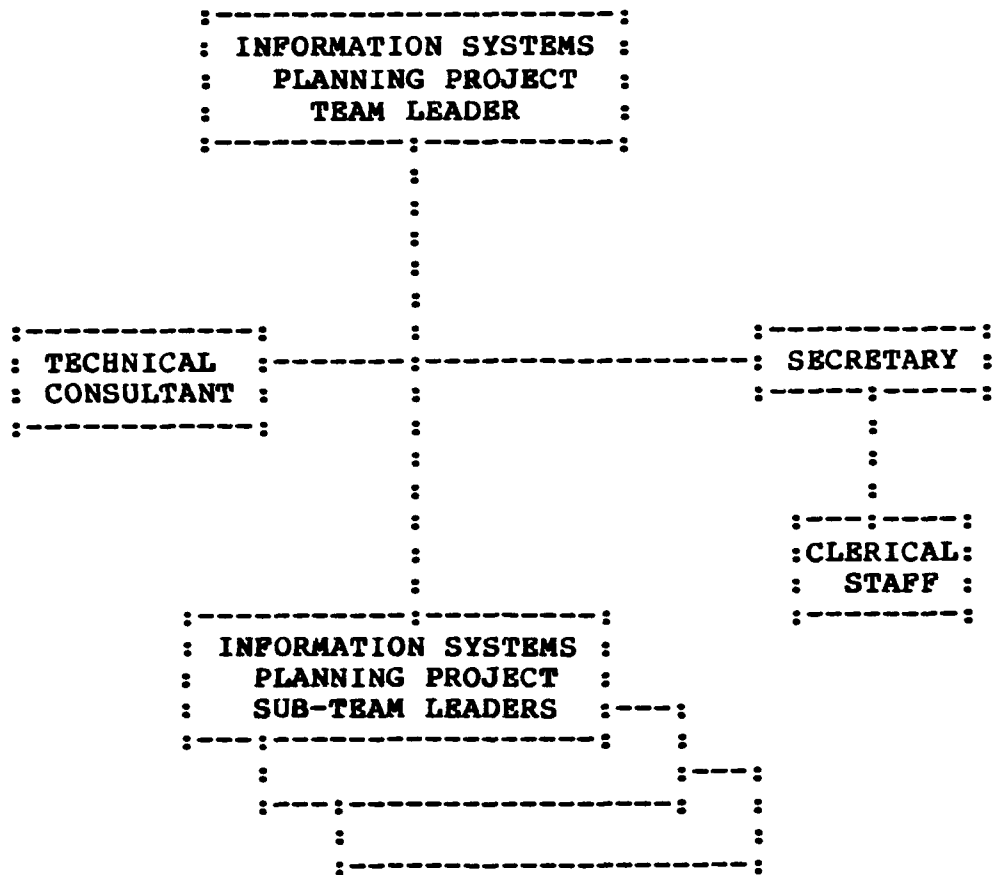 INFORMATION SYSTEMS
PLANNING PROJECT
TEAM LEADER
TECHNICAL
CONSULTANT
SECRETARY
CLERICAL
STAFF
INFORMATION SYSTEMS
PLANNING PROJECT
SUB-TEAM LEADERS